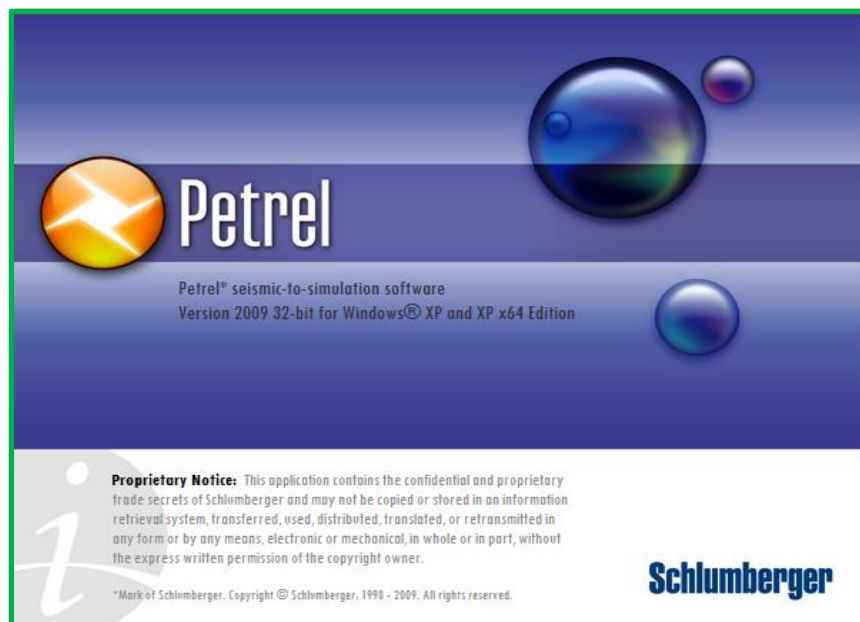 Petrel
Petrel* seismic-to-simulation software
Version 2009 32-bit for Windows® XP and XP x64 Edition
Proprietary Notice: This application contains the confidential and proprietary
trade secrets of Schlumberger and may not be copied or stored in an information
retrieval system, transferred, used, distributed, translated, or retransmitted in
any form or by any means, electronic or mechanical, in whole or in part, without
the express written permission of the copyright owner.
Schlumberger
*Mark of Schlumberger. Copyright © Schlumberger, 1998 - 2009. All rights reserved.